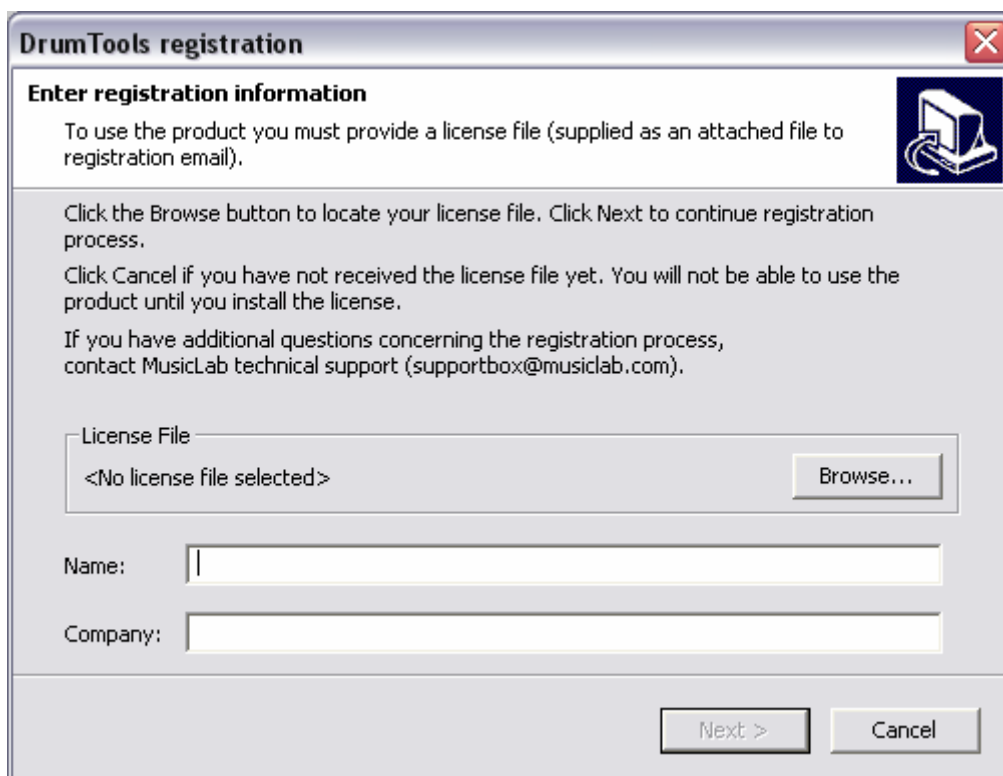 DrumTools registration
Enter registration information
To use the product you must provide a license file (supplied as an attached file to
registration email).
Click the Browse button to locate your license file. Click Next to continue registration
process.
Click Cancel if you have not received the license file yet. You will not be able to use the
product until you install the license.
If you have additional questions concerning the registration process,
contact MusicLab technical support (supportbox@musiclab.com).
License File
<No license file selected>
Browse...
Name:
Company:
Next >
Cancel